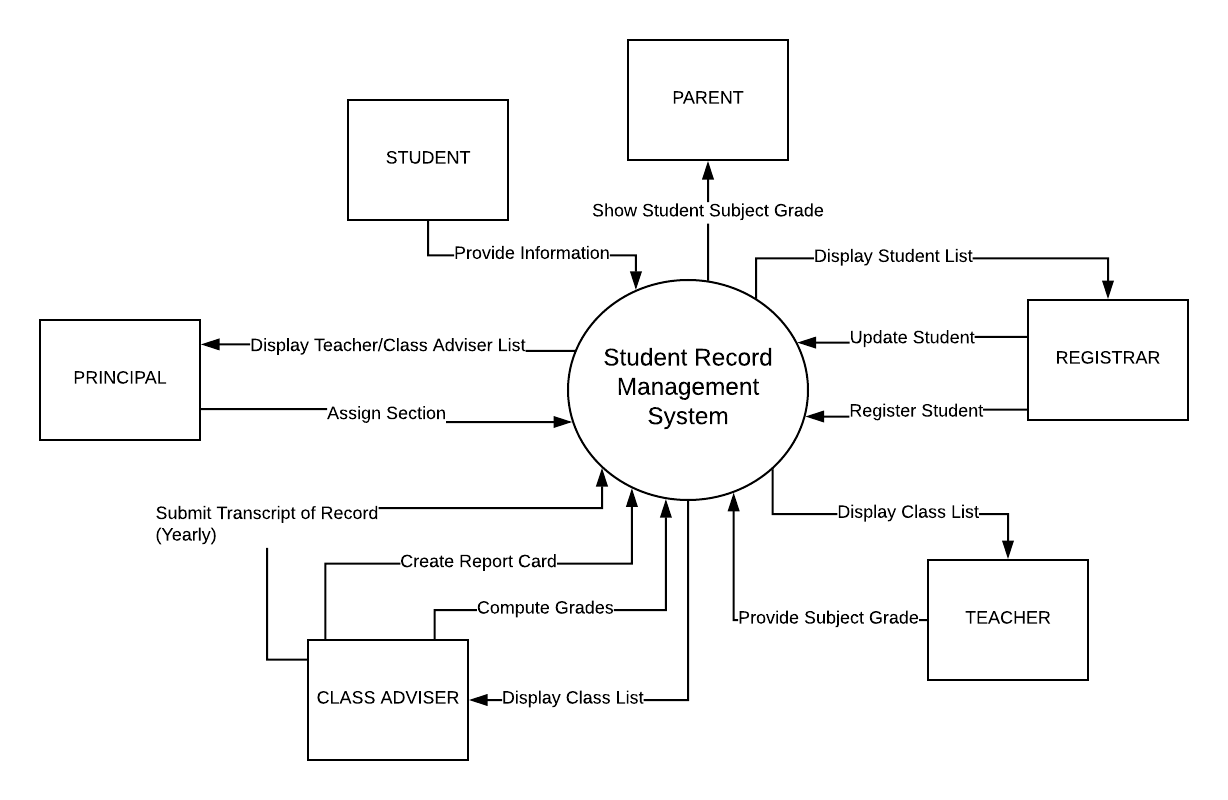 PARENT
STUDENT
Show Student Subject Grade
Provide Information
Display Student List
Display Teacher/Class Adviser List
Update Student
PRINCIPAL
Student Record
Management
System
REGISTRAR
Assign Section
Register Student
Submit Transcript of Record
(Yearly)
Display Class List
Create Report Card
Compute Grades
Provide Subject Grade
TEACHER
CLASS ADVISER
Display Class List